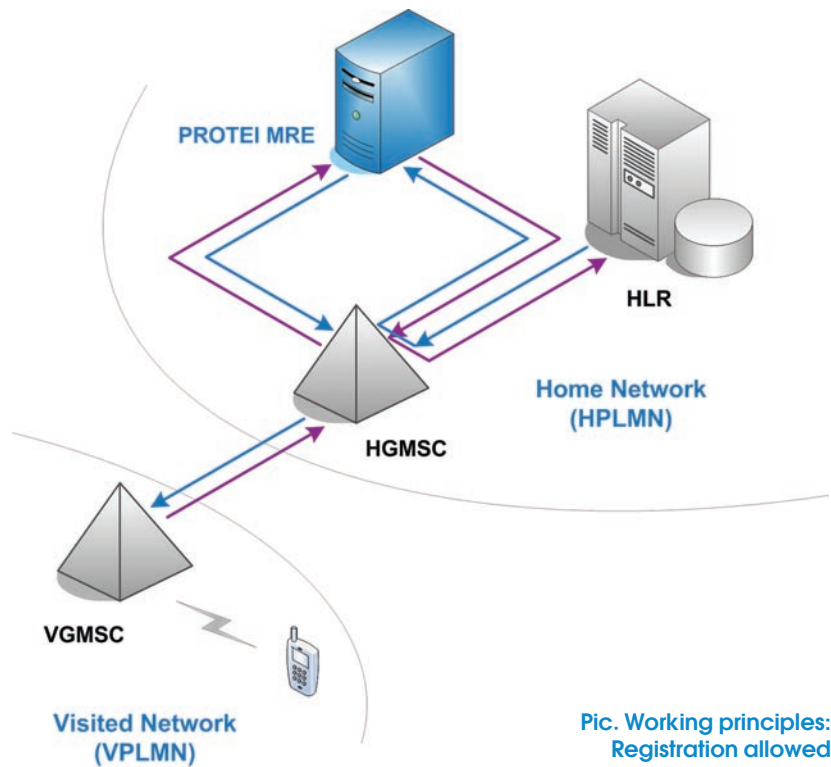 PROTEI MRE
HLR
Home Network
(HPLMN)
HGMSC
VGMSC
Visited Network
(VPLMN)
Pic. Working principles:
Registration allowed